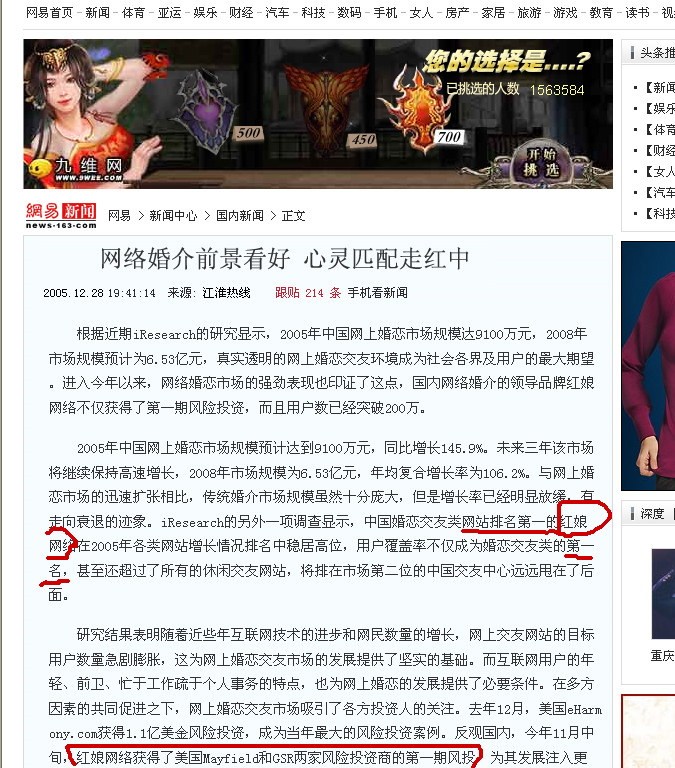 网易首页-新闻-体育-亚运-娱乐-财经-汽车-科技-数码-手机-女人-房产-家居-旅游-游戏-教育-读书-视
您的选择是....?
已挑选的人数 1563584
500
450
700
九维网
WWW.9WEE.COM
开始
挑选
頭条推
·【新闻
·【娱乐
·【体育
·【财经
·【女人
·【汽车
·【科技
網易 新闻
news·163.com
网易 > 新闻中心 > 国内新闻 > 正文
网络婚介前景看好 心灵匹配走红中
2005.12.28 19:41:14 来源: 江淮热线 跟贴 214 条 手机看新闻
根据近期iResearch的研究显示，2005年中国网上婚恋市场规模达9100万元，2008年
市场规模预计为6.53亿元，真实透明的网上婚恋交友环境成为社会各界及用户的最大期望
。进入今年以来，网络婚恋市场的强劲表现也印证了这点，国内网络婚介的领导品牌红娘
网络不仅获得了第一期风险投资，而且用户数已经突破200万。
2005年中国网上婚恋市场规模预计达到9100万元，同比增长145.9%。未来三年该市场
将继续保持高速增长，2008年市场规模为6.53亿元，年均复合增长率为106.2%。与网上婚
恋市场的迅速扩张相比，传统婚介市场规模虽然十分庞大，但是增长率已经明显放缓，有
走向衰退的迹象。iResearch的另外一项调查显示，中国婚恋交友类网站排名第一的红娘
网络在2005年各类网站增长情况排名中稳居高位，用户覆盖率不仅成为婚恋交友类的第一
名，甚至还超过了所有的休闲交友网站，将排在市场第二位的中国交友中心远远甩在了后
面。
研究结果表明随着近些年互联网技术的进步和网民数量的增长，网上交友网站的目标
用户数量急剧膨胀，这为网上婚恋交友市场的发展提供了坚实的基础。而互联网用户的年
轻、前卫、忙于工作疏于个人事务的特点，也为网上婚恋的发展提供了必要条件。在多方
因素的共同促进之下，网上婚恋交友市场吸引了各方投资人的关注。去年12月，美国eHarm
ony.com获得1.1亿美金风险投资，成为当年最大的风险投资案例。反观国内，今年11月中
旬，红娘网络获得了美国Mayfield和GSR两家风险投资商的第一期风投，为其发展注入更
深度
重庆